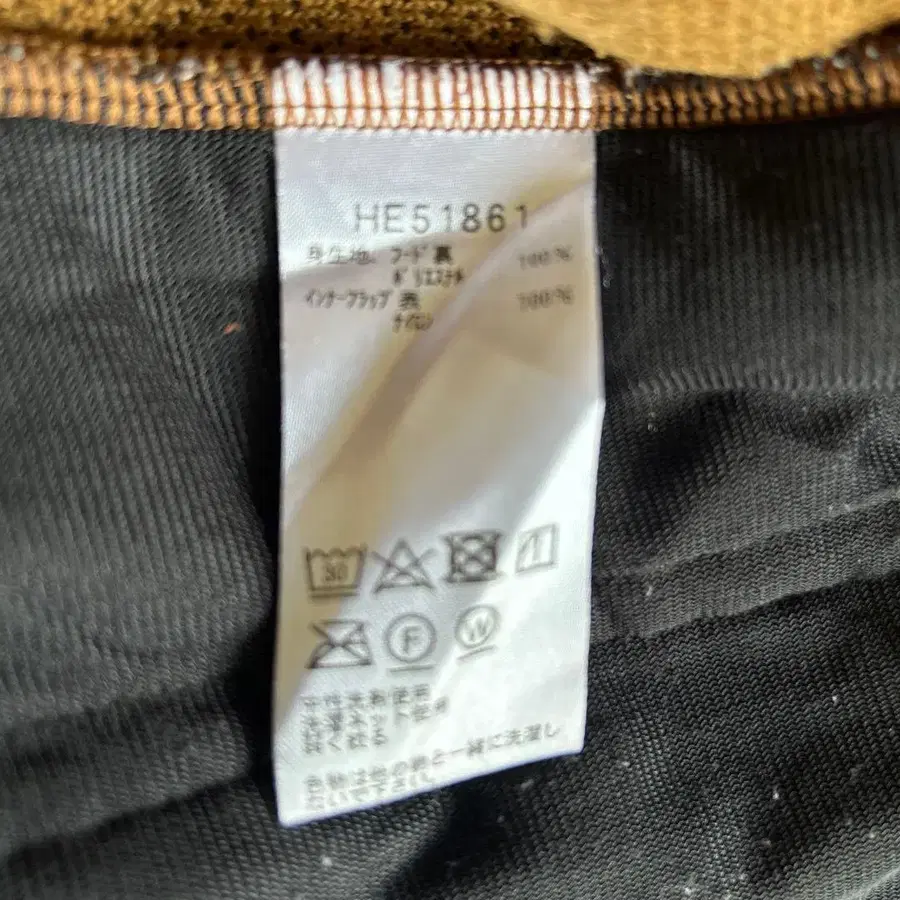 HE51861
身生地、フード裏
ポリエステル 100%
インナーフラップ表
ナイロン 100%
30
F W
中性洗剤使用
洗濯ネット使用
弱く絞る
色物は他の物と一緒に洗濯し
ないで下さい